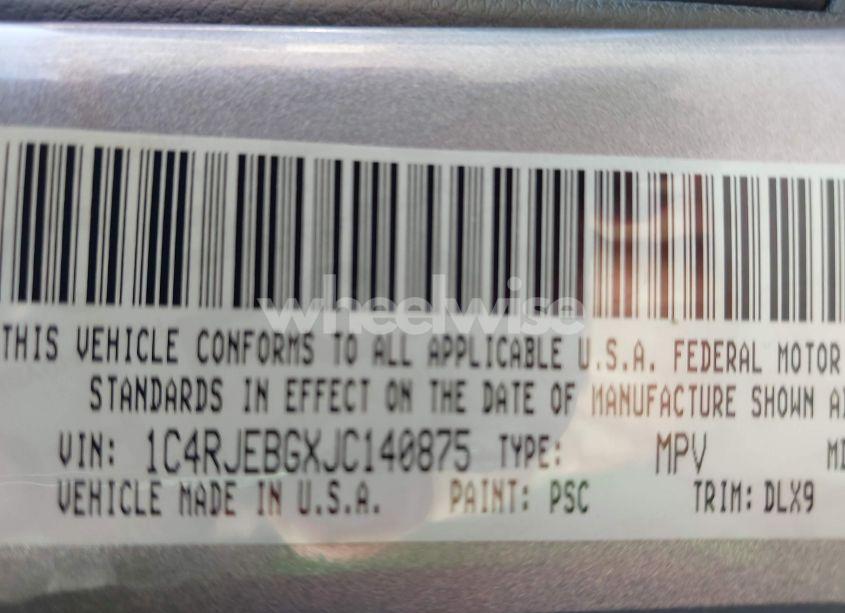 wheelwise
THIS VEHICLE CONFORMS TO ALL APPLICABLE U.S.A. FEDERAL MOTOR
STANDARDS IN EFFECT ON THE DATE OF MANUFACTURE SHOWN
VIN: 1C4RJEBGXJC140875 TYPE: MPV
VEHICLE MADE IN U.S.A. PAINT: PSC TRIM: DLX9